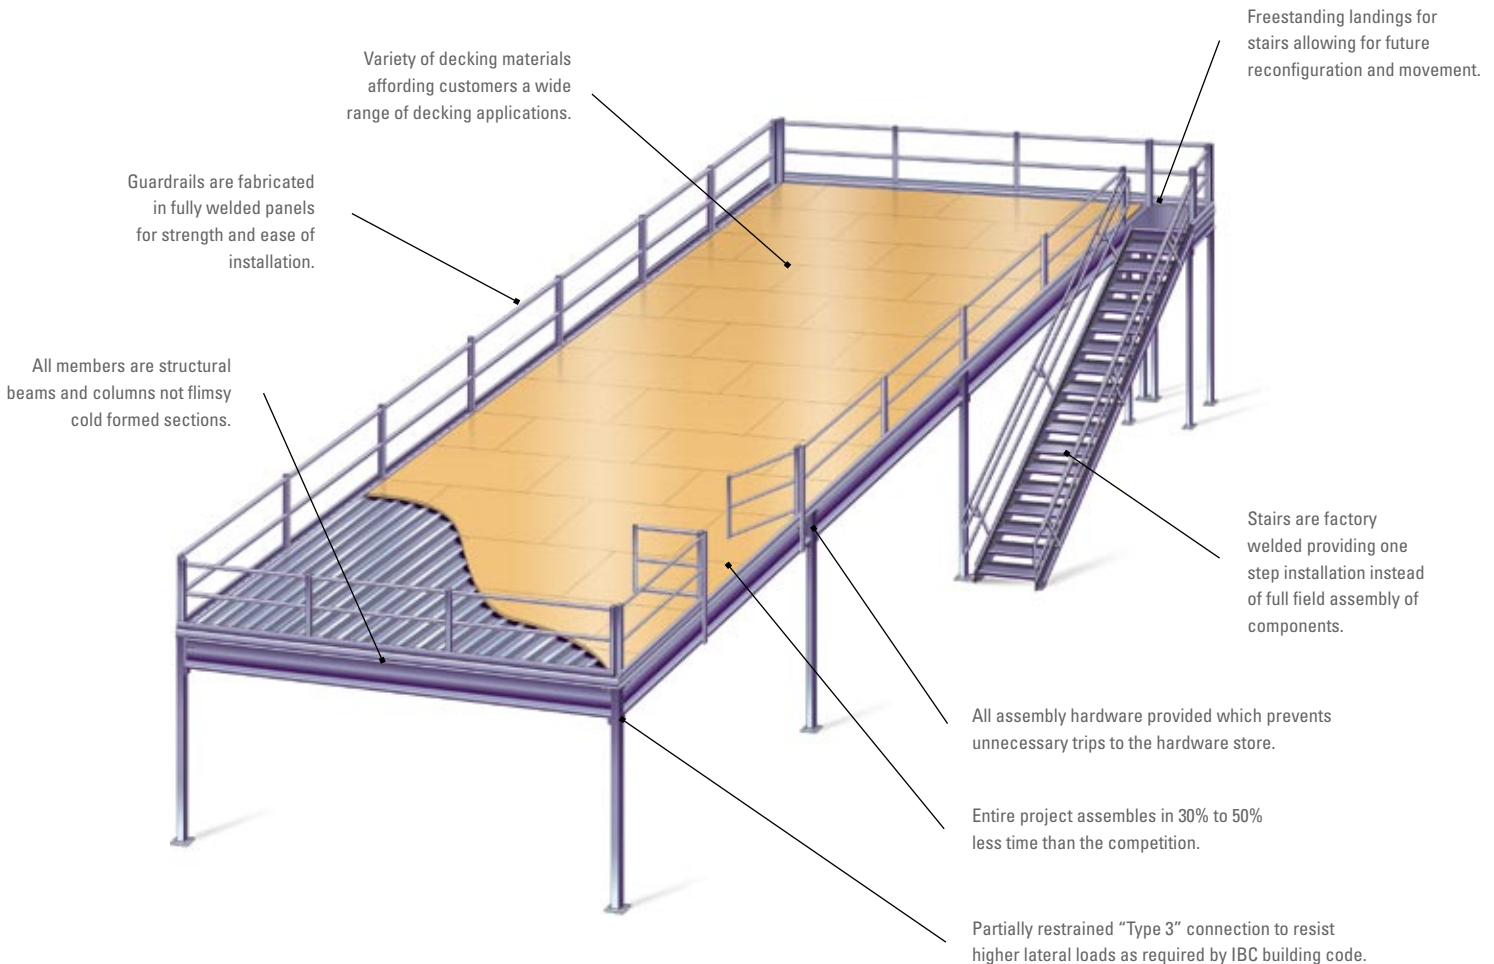 Freestanding landings for
stairs allowing for future
reconfiguration and movement.
Variety of decking materials
affording customers a wide
range of decking applications.
Guardrails are fabricated
in fully welded panels
for strength and ease of
installation.
All members are structural
beams and columns not flimsy
cold formed sections.
Stairs are factory
welded providing one
step installation instead
of full field assembly of
components.
All assembly hardware provided which prevents
unnecessary trips to the hardware store.
Entire project assembles in 30% to 50%
less time than the competition.
Partially restrained “Type 3” connection to resist
higher lateral loads as required by IBC building code.